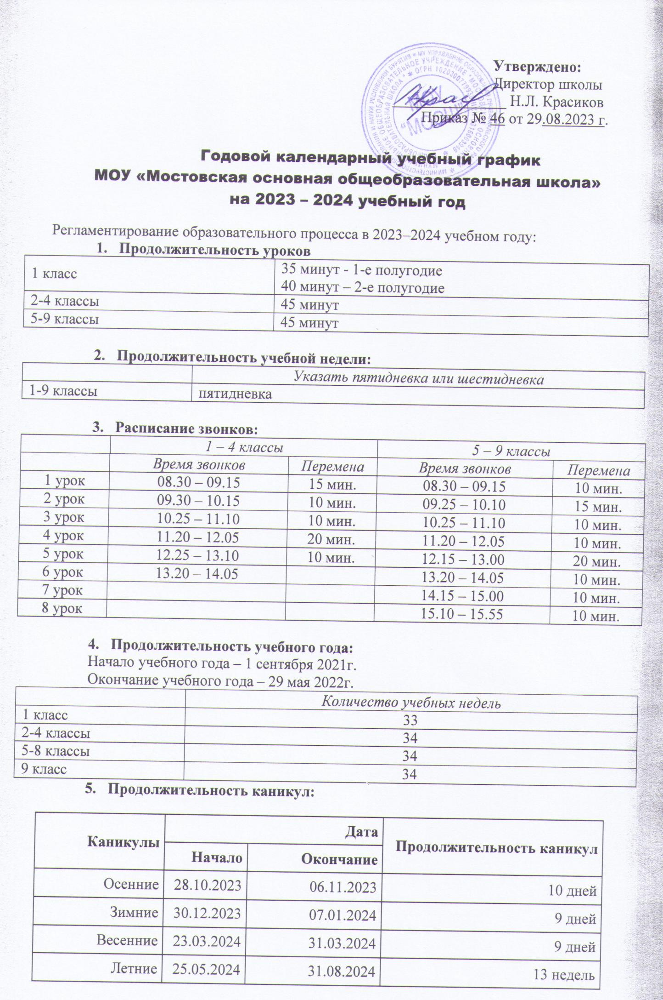 Утверждено:
Директор школы
Н.Л. Красиков
Приказ № 46 от 29.08.2023 г.
МОУ
"МООШ"
Годовой календарный учебный график
МОУ «Мостовская основная общеобразовательная школа»
на 2023 – 2024 учебный год
Регламентирование образовательного процесса в 2023–2024 учебном году:
1. Продолжительность уроков
1 класс 35 минут - 1-е полугодие
40 минут – 2-е полугодие
2-4 классы 45 минут
5-9 классы 45 минут
2. Продолжительность учебной недели:
Указать пятидневка или шестидневка
1-9 классы пятидневка
3. Расписание звонков:
1 – 4 классы 5 – 9 классы
Время звонков Перемена Время звонков Перемена
1 урок 08.30 – 09.15 15 мин. 08.30 – 09.15 10 мин.
2 урок 09.30 – 10.15 10 мин. 09.25 – 10.10 15 мин.
3 урок 10.25 – 11.10 10 мин. 10.25 – 11.10 10 мин.
4 урок 11.20 – 12.05 20 мин. 11.20 – 12.05 10 мин.
5 урок 12.25 – 13.10 10 мин. 12.15 – 13.00 20 мин.
6 урок 13.20 – 14.05 13.20 – 14.05 10 мин.
7 урок 14.15 – 15.00 10 мин.
8 урок 15.10 – 15.55 10 мин.
4. Продолжительность учебного года:
Начало учебного года – 1 сентября 2021г.
Окончание учебного года – 29 мая 2022г.
Количество учебных недель
1 класс 33
2-4 классы 34
5-8 классы 34
9 класс 34
5. Продолжительность каникул:
Каникулы Дата Продолжительность каникул
Начало Окончание
Осенние 28.10.2023 06.11.2023 10 дней
Зимние 30.12.2023 07.01.2024 9 дней
Весенние 23.03.2024 31.03.2024 9 дней
Летние 25.05.2024 31.08.2024 13 недель